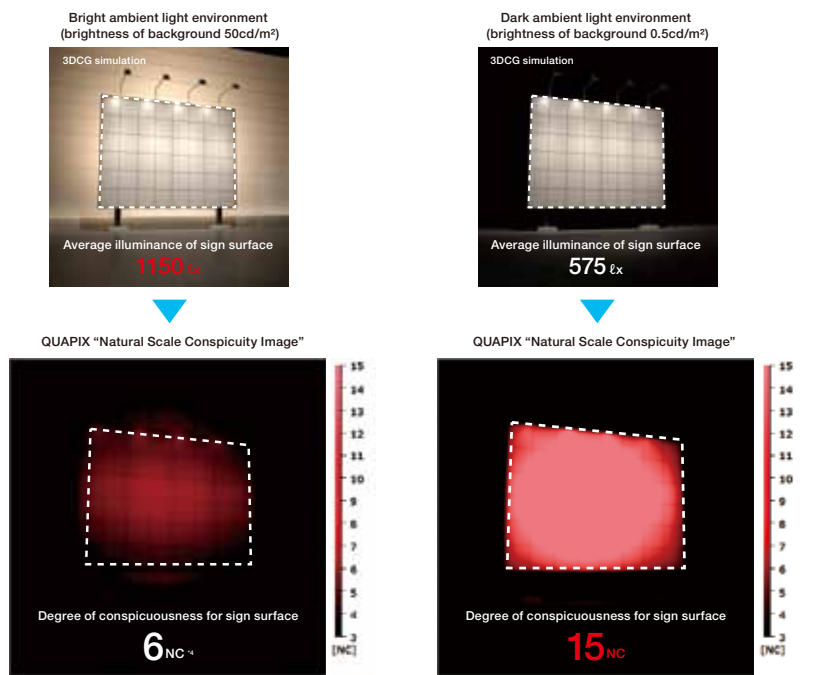 Bright ambient light environment
(brightness of background 50cd/m²)
3DCG simulation
Average illuminance of sign surface
1150 ℓx
QUAPIX “Natural Scale Conspicuity Image”
15
14
13
12
11
10
9
8
7
6
5
4
3
[NC]
Degree of conspicuousness for sign surface
6 NC *4
Dark ambient light environment
(brightness of background 0.5cd/m²)
3DCG simulation
Average illuminance of sign surface
575 ℓx
QUAPIX “Natural Scale Conspicuity Image”
15
14
13
12
11
10
9
8
7
6
5
4
3
[NC]
Degree of conspicuousness for sign surface
15 NC